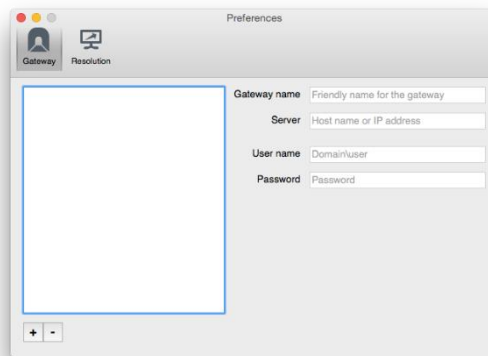 Preferences
Gateway Resolution
Gateway name Friendly name for the gateway
Server Host name or IP address
User name Domain\user
Password Password
+ -